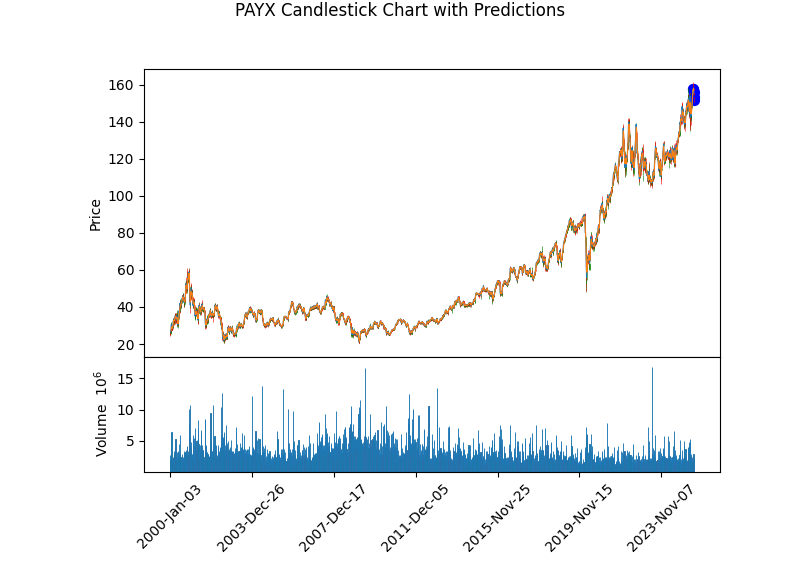 PAYX Candlestick Chart with Predictions
160
140
120
100
80
60
40
20
Price
15
10
5
Volume 10^6
2000-Jan-03
2003-Dec-26
2007-Dec-17
2011-Dec-05
2015-Nov-25
2019-Nov-15
2023-Nov-07